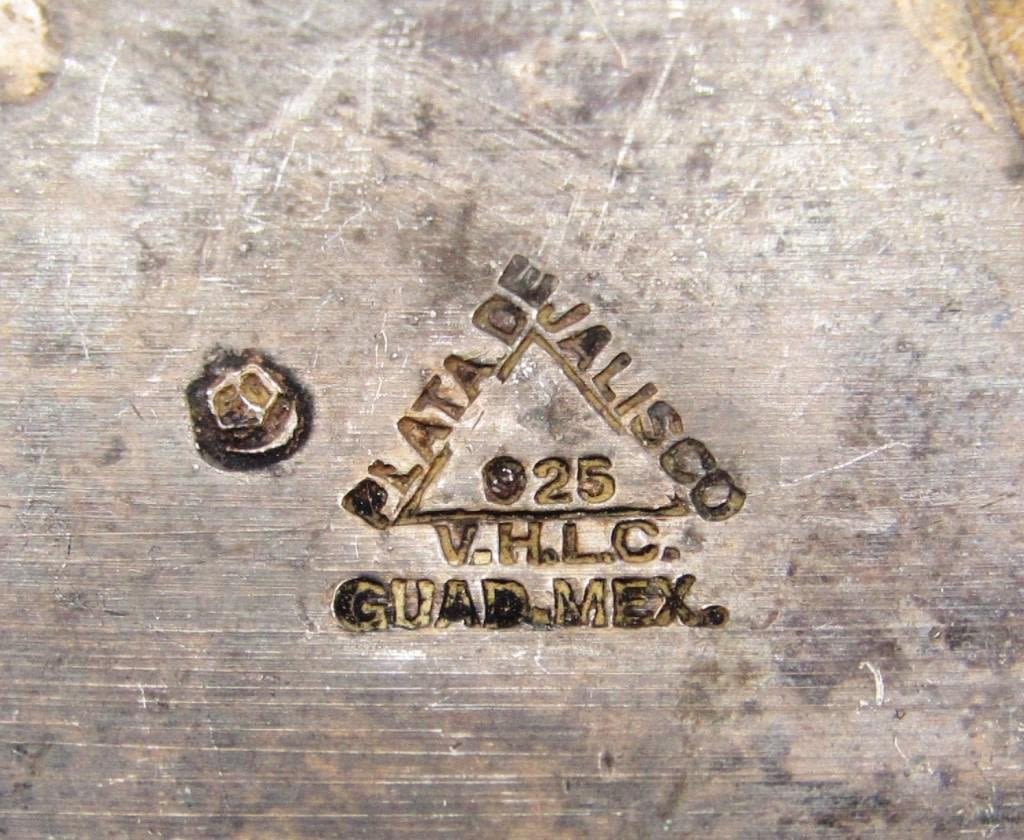 PLATA DE JALISCO
925
V.H.L.C.
GUAD.MEX.